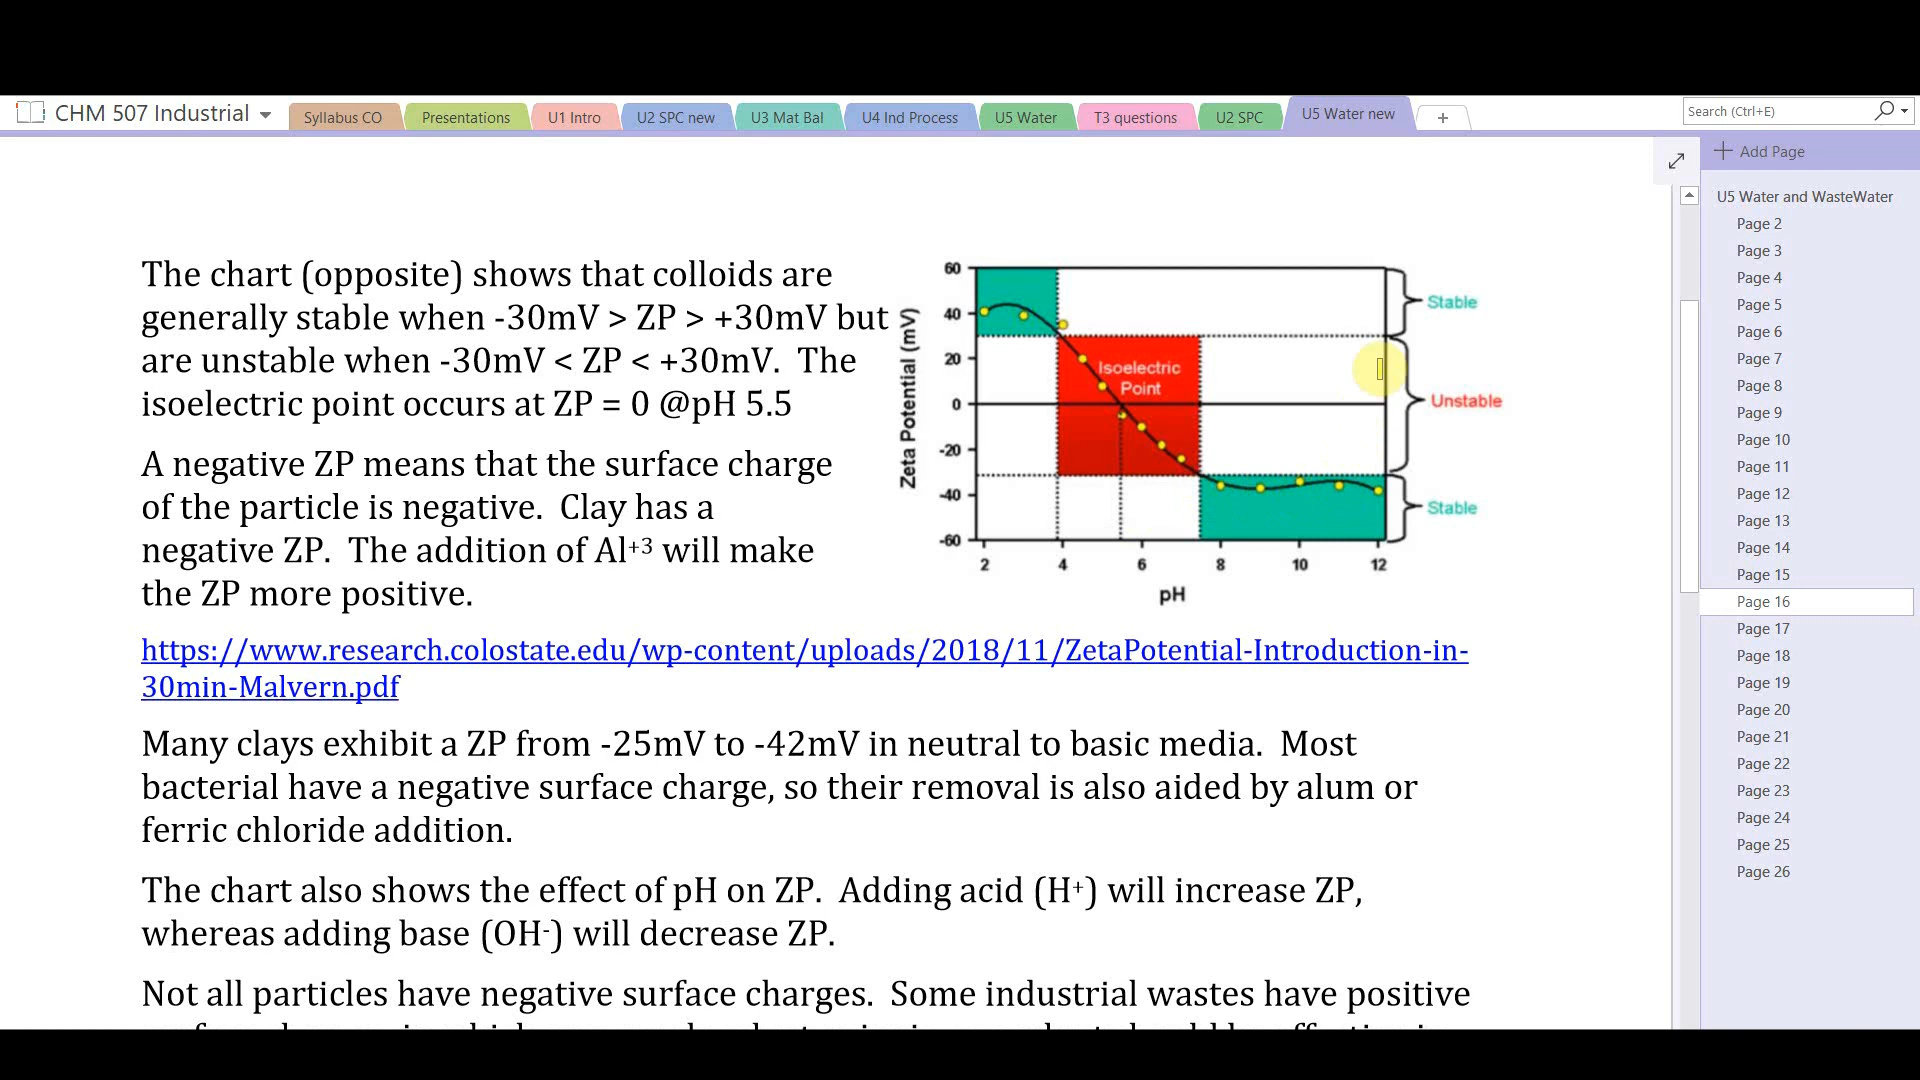 CHM 507 Industrial
Syllabus CO
Presentations
U1 Intro
U2 SPC new
U3 Mat Bal
U4 Ind Process
U5 Water
T3 questions
U2 SPC
U5 Water new
+
Search (Ctrl+E)
The chart (opposite) shows that colloids are
generally stable when -30mV > ZP > +30mV but
are unstable when -30mV < ZP < +30mV. The
isoelectric point occurs at ZP = 0 @pH 5.5
A negative ZP means that the surface charge
of the particle is negative. Clay has a
negative ZP. The addition of Al⁺³ will make
the ZP more positive.
Zeta Potential (mV)
60
40
20
0
-20
-40
-60
Isoelectric
Point
2 4 6 8 10 12
pH
Stable
Unstable
Stable
https://www.research.colostate.edu/wp-content/uploads/2018/11/ZetaPotential-Introduction-in-
30min-Malvern.pdf
Many clays exhibit a ZP from -25mV to -42mV in neutral to basic media. Most
bacterial have a negative surface charge, so their removal is also aided by alum or
ferric chloride addition.
The chart also shows the effect of pH on ZP. Adding acid (H⁺) will increase ZP,
whereas adding base (OH⁻) will decrease ZP.
Not all particles have negative surface charges. Some industrial wastes have positive
Add Page
U5 Water and WasteWater
Page 2
Page 3
Page 4
Page 5
Page 6
Page 7
Page 8
Page 9
Page 10
Page 11
Page 12
Page 13
Page 14
Page 15
Page 16
Page 17
Page 18
Page 19
Page 20
Page 21
Page 22
Page 23
Page 24
Page 25
Page 26